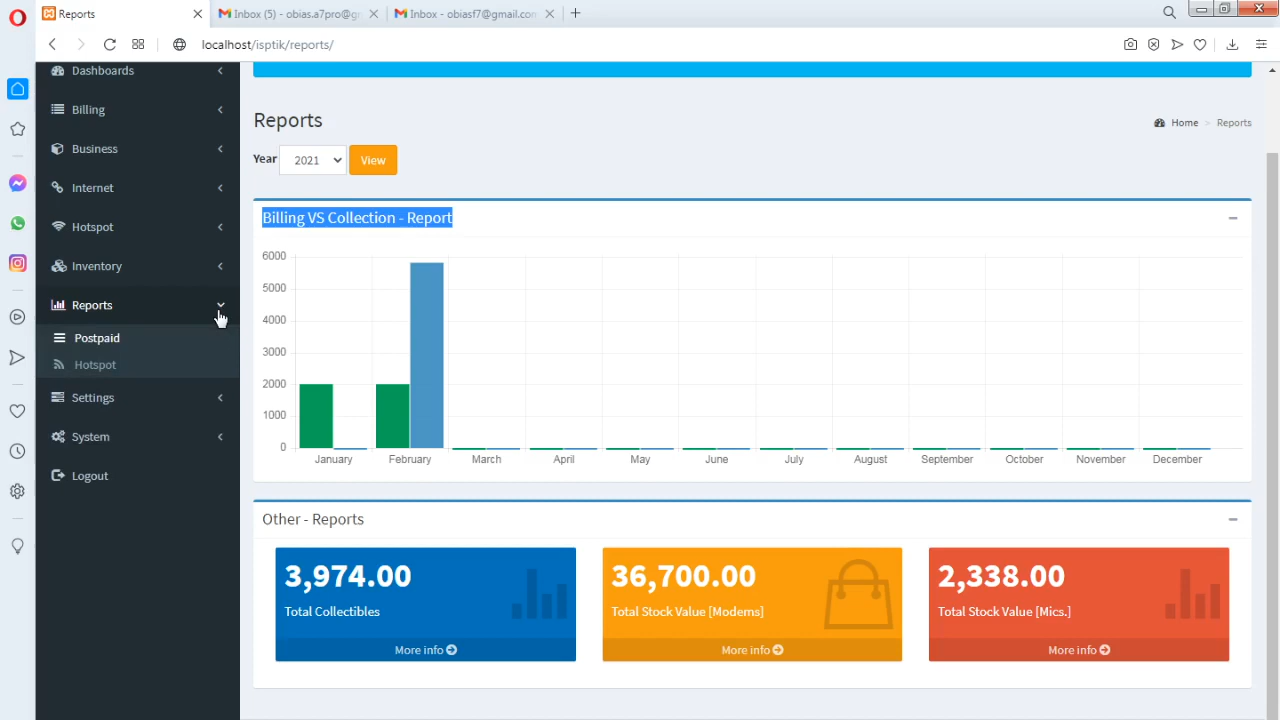 Reports
Inbox (5) - obias.a7pro@g
Inbox - obiasf7@gmail.con
localhost/isptik/reports/
Dashboards
Billing
Business
Internet
Hotspot
Inventory
Reports
Postpaid
Hotspot
Settings
System
Logout
Reports
Home > Reports
Year 2021 View
Billing VS Collection - Report
6000
5000
4000
3000
2000
1000
0
January February March April May June July August September October November December
Other - Reports
3,974.00
Total Collectibles
More info
36,700.00
Total Stock Value [Modems]
More info
2,338.00
Total Stock Value [Mics.]
More info